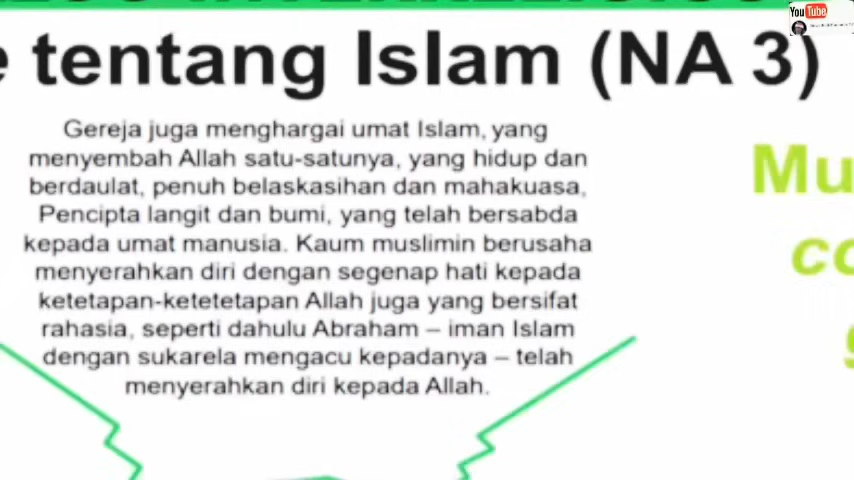 tentang Islam (NA 3)
Gereja juga menghargai umat Islam, yang
menyembah Allah satu-satunya, yang hidup dan
berdaulat, penuh belaskasihan dan mahakuasa,
Pencipta langit dan bumi, yang telah bersabda
kepada umat manusia. Kaum muslimin berusaha
menyerahkan diri dengan segenap hati kepada
ketetapan-ketetetapan Allah juga yang bersifat
rahasia, seperti dahulu Abraham – iman Islam
dengan sukarela mengacu kepadanya – telah
menyerahkan diri kepada Allah.
You Tube
Mu
co